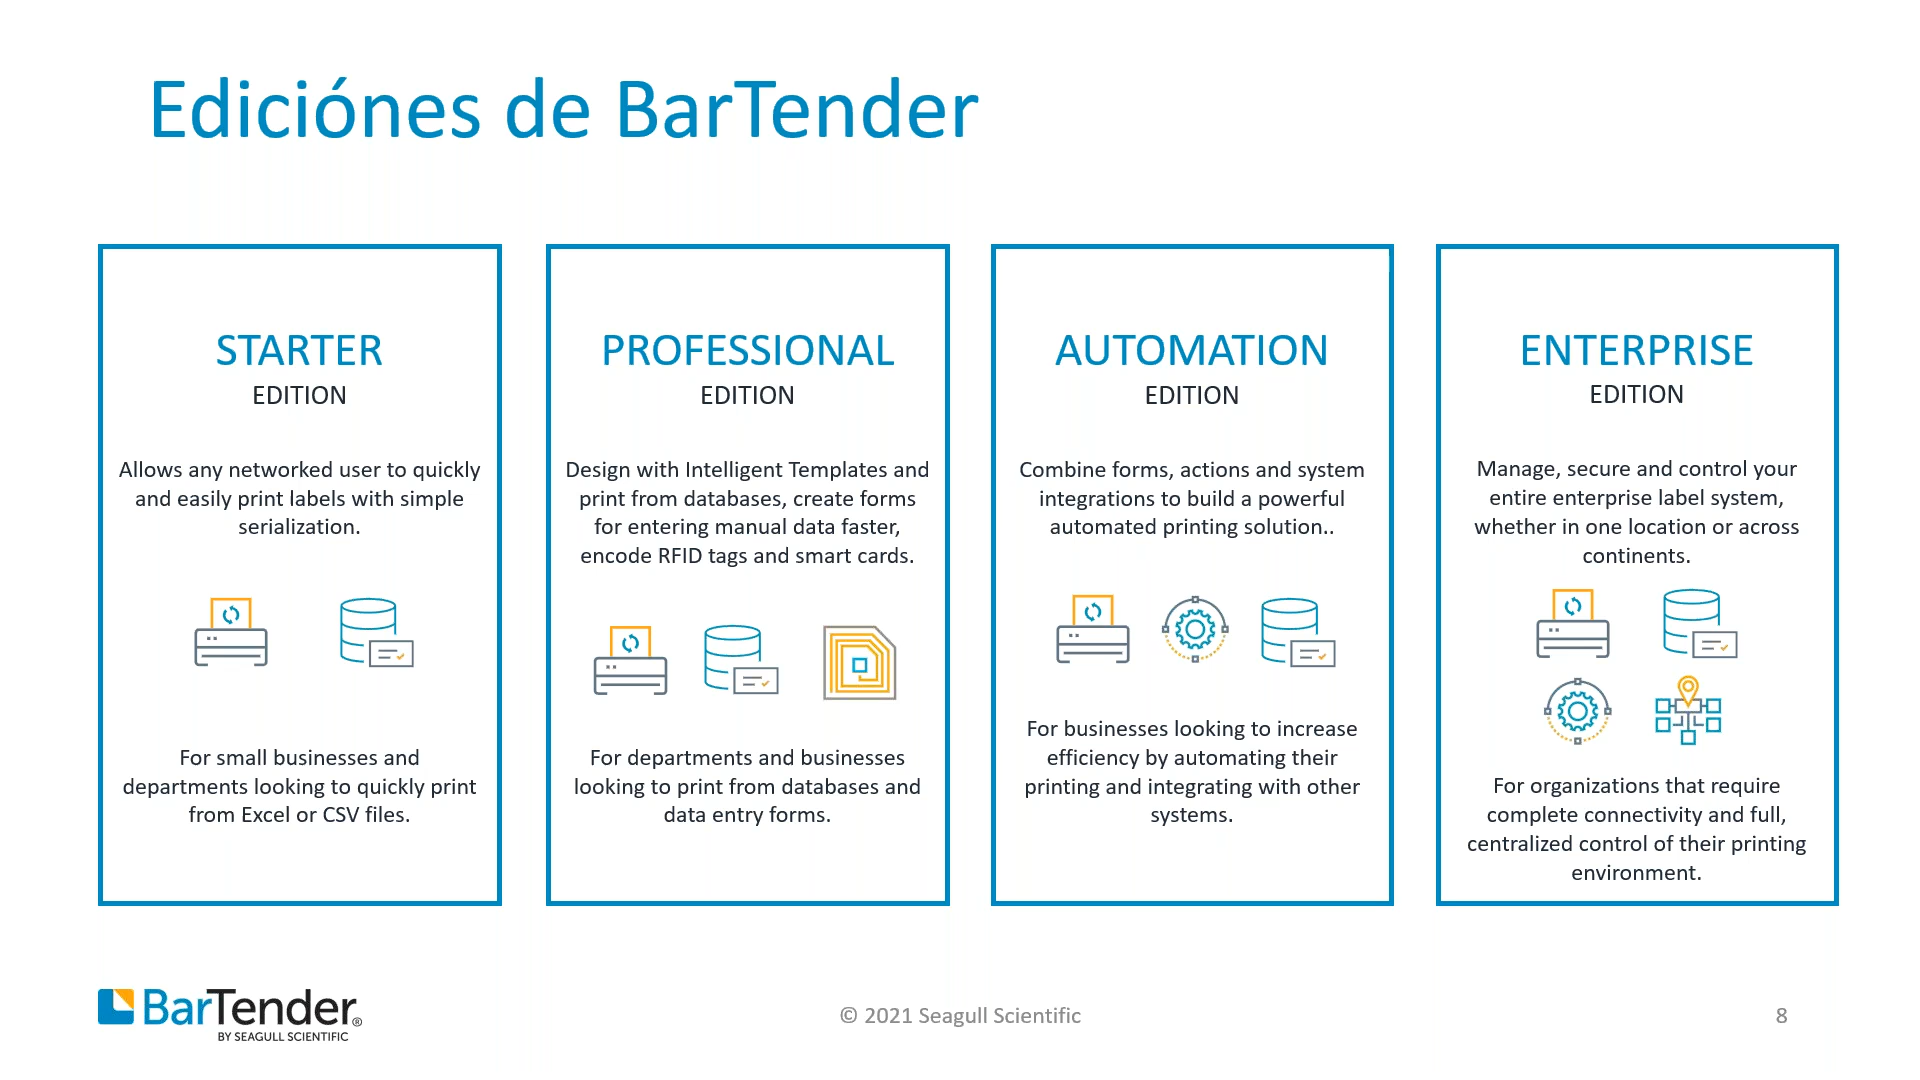 Ediciónes de BarTender
STARTER
EDITION
Allows any networked user to quickly
and easily print labels with simple
serialization.
For small businesses and
departments looking to quickly print
from Excel or CSV files.
PROFESSIONAL
EDITION
Design with Intelligent Templates and
print from databases, create forms
for entering manual data faster,
encode RFID tags and smart cards.
For departments and businesses
looking to print from databases and
data entry forms.
AUTOMATION
EDITION
Combine forms, actions and system
integrations to build a powerful
automated printing solution..
For businesses looking to increase
efficiency by automating their
printing and integrating with other
systems.
ENTERPRISE
EDITION
Manage, secure and control your
entire enterprise label system,
whether in one location or across
continents.
For organizations that require
complete connectivity and full,
centralized control of their printing
environment.
BarTender®
BY SEAGULL SCIENTIFIC
© 2021 Seagull Scientific
8